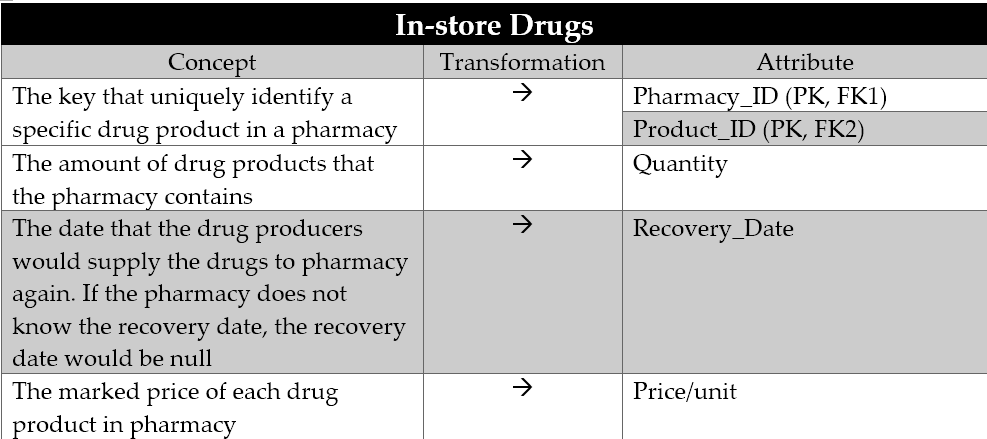 In-store Drugs
Concept Transformation Attribute
The key that uniquely identify a → Pharmacy_ID (PK, FK1)
specific drug product in a pharmacy Product_ID (PK, FK2)
The amount of drug products that → Quantity
the pharmacy contains
The date that the drug producers → Recovery_Date
would supply the drugs to pharmacy
again. If the pharmacy does not
know the recovery date, the recovery
date would be null
The marked price of each drug → Price/unit
product in pharmacy